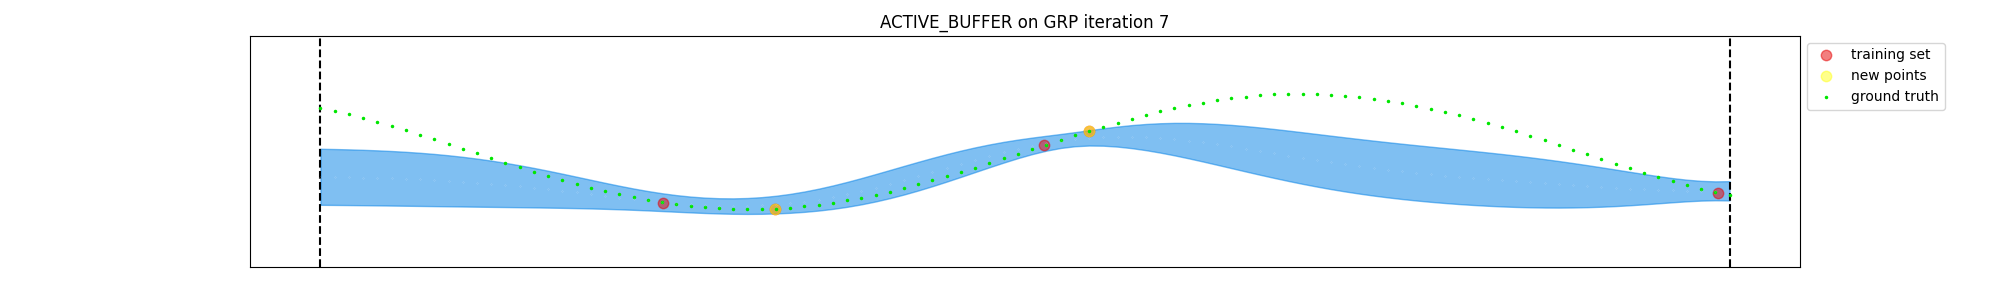 ACTIVE_BUFFER on GRP iteration 7
training set
new points
ground truth